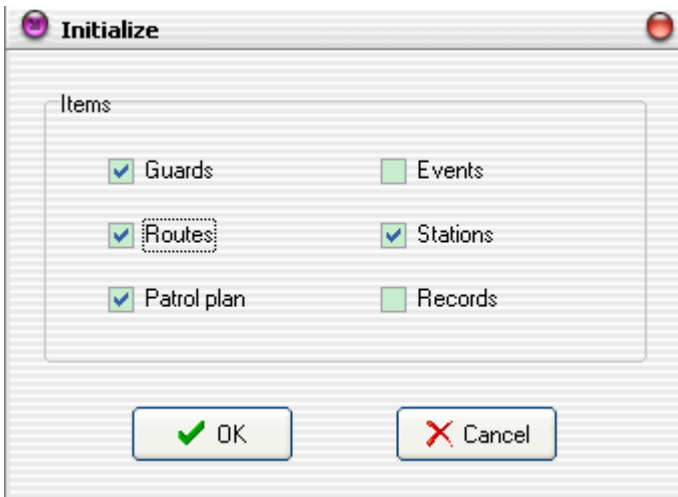 Initialize
Items
Guards
Events
Routes
Stations
Patrol plan
Records
OK
Cancel